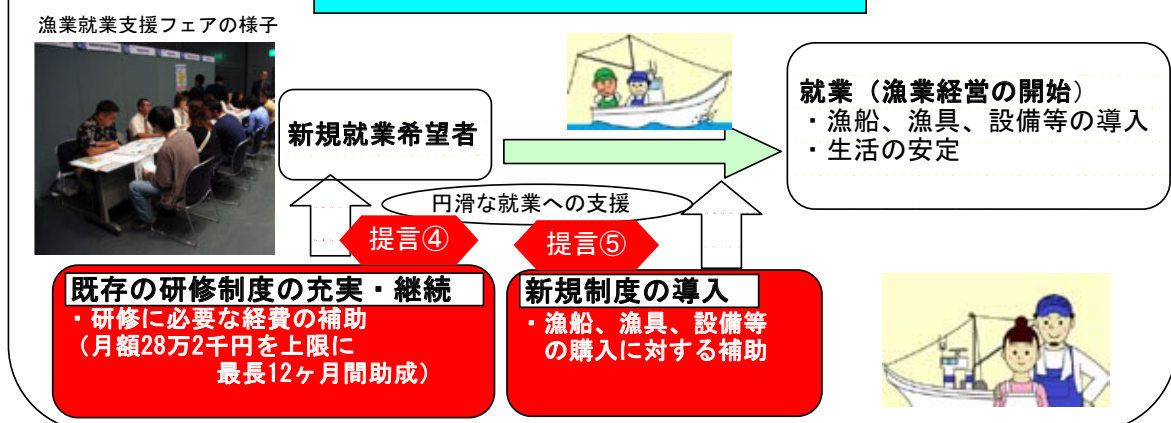 漁業就業支援フェアの様子
新規就業希望者
就業（漁業経営の開始）
・漁船、漁具、設備等の導入
・生活の安定
円滑な就業への支援
提言④
提言⑤
既存の研修制度の充実・継続
・研修に必要な経費の補助
（月額28万2千円を上限に
最長12ヶ月間助成）
新規制度の導入
・漁船、漁具、設備等
の購入に対する補助